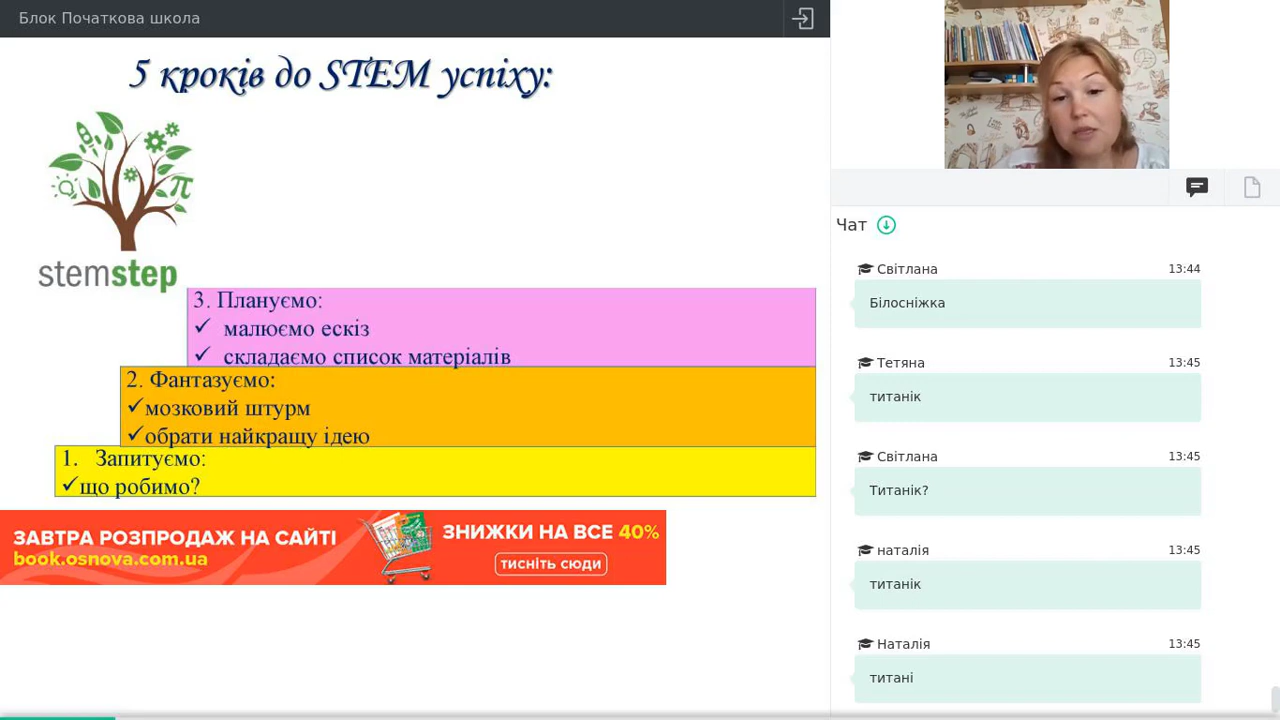 Блок Початкова школа
5 кроків до STEM успіху:
π
stemstep
3. Плануємо:
✓ малюємо ескіз
✓ складаємо список матеріалів
2. Фантазуємо:
✓мозковий штурм
✓обрати найкращу ідею
1. Запитуємо:
✓що робимо?
ЗАВТРА РОЗПРОДАЖ НА САЙТІ
book.osnova.com.ua
ЗНИЖКИ НА ВСЕ 40%
тисніть сюди
Чат
Світлана 13:44
Білосніжка
Тетяна 13:45
титанік
Світлана 13:45
Титанік?
наталія 13:45
титанік
Наталія 13:45
титані